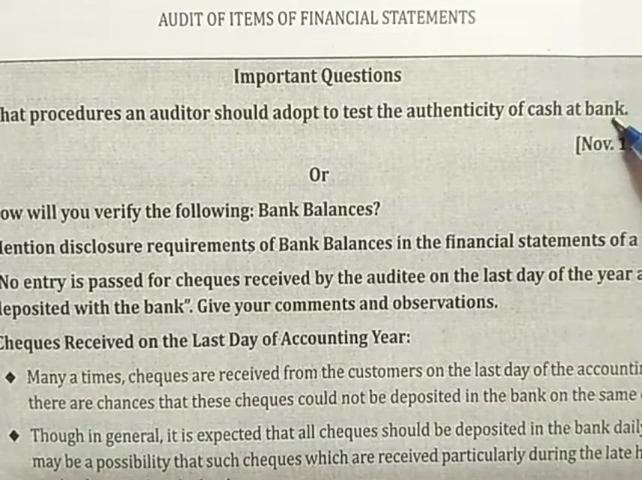 AUDIT OF ITEMS OF FINANCIAL STATEMENTS
Important Questions
hat procedures an auditor should adopt to test the authenticity of cash at bank.
[Nov. 1
Or
ow will you verify the following: Bank Balances?
ention disclosure requirements of Bank Balances in the financial statements of a
No entry is passed for cheques received by the auditee on the last day of the year a
deposited with the bank”. Give your comments and observations.
Cheques Received on the Last Day of Accounting Year:
◆ Many a times, cheques are received from the customers on the last day of the accounti
there are chances that these cheques could not be deposited in the bank on the same
◆ Though in general, it is expected that all cheques should be deposited in the bank daily
may be a possibility that such cheques which are received particularly during the late h